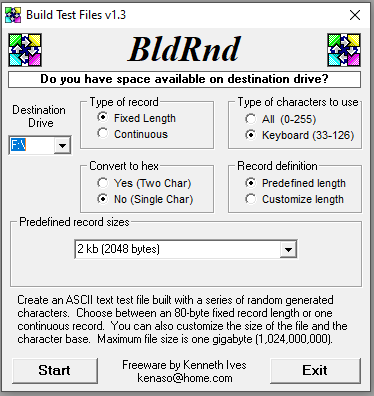 Build Test Files v1.3
BldRnd
Do you have space available on destination drive?
Destination
Drive
F:\
Type of record
Fixed Length
Continuous
Type of characters to use
All (0-255)
Keyboard (33-126)
Convert to hex
Yes (Two Char)
No (Single Char)
Record definition
Predefined length
Customize length
Predefined record sizes
2 kb (2048 bytes)
Create an ASCII text test file built with a series of random generated
characters. Choose between an 80-byte fixed record length or one
continuous record. You can also customize the size of the file and the
character base. Maximum file size is one gigabyte (1,024,000,000).
Start
Freeware by Kenneth Ives
kenaso@home.com
Exit